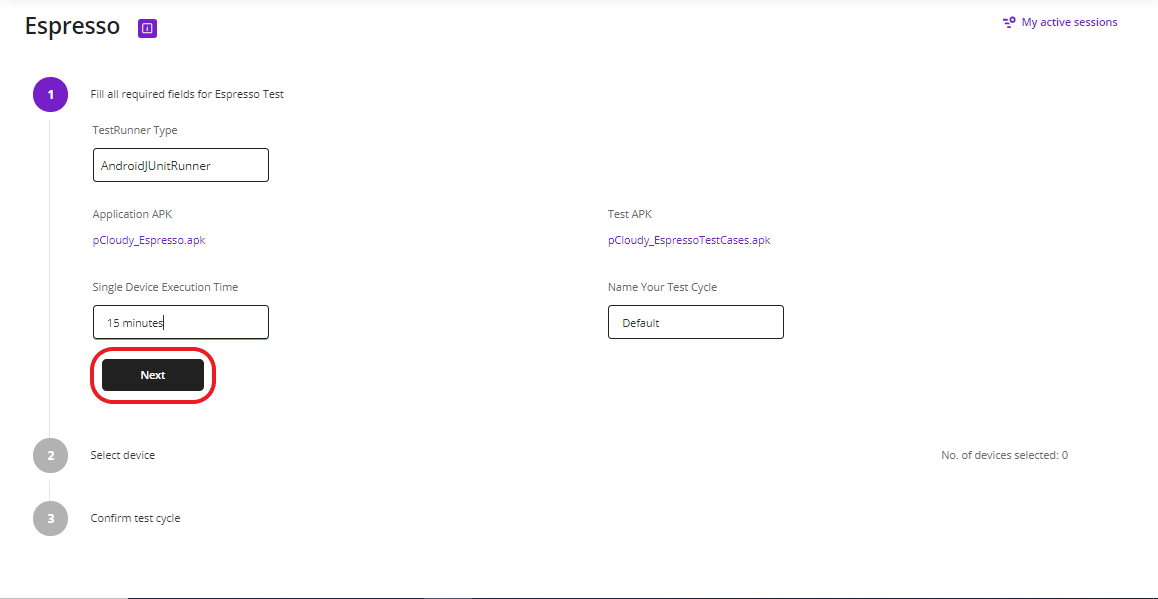 Espresso
My active sessions
1
Fill all required fields for Espresso Test
TestRunner Type
AndroidJUnitRunner
Application APK
Test APK
pCloudy_Espresso.apk
pCloudy_EspressoTestCases.apk
Single Device Execution Time
Name Your Test Cycle
15 minutes
Default
Next
2
Select device
No. of devices selected: 0
3
Confirm test cycle